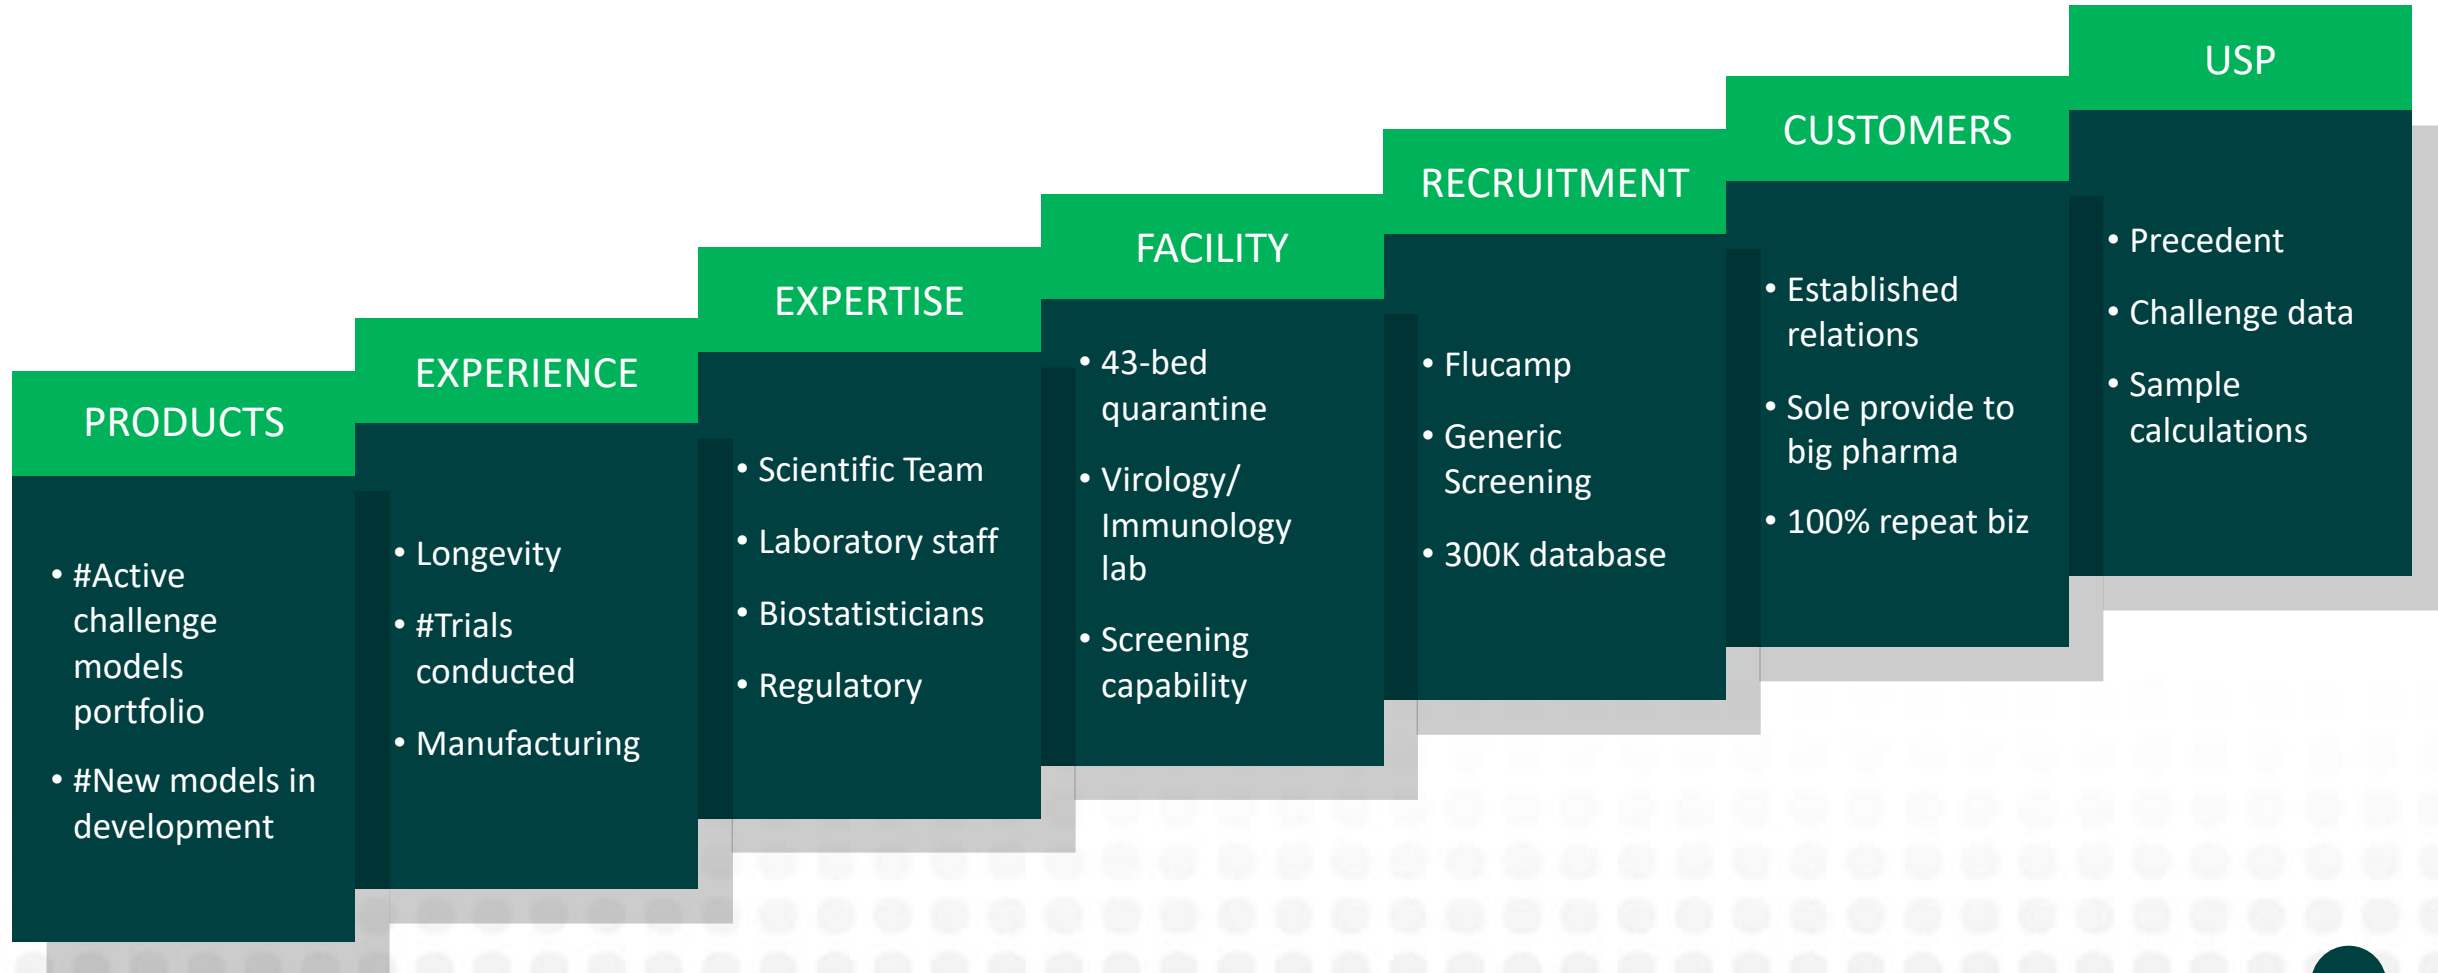 PRODUCTS
• #Active
challenge
models
portfolio
• #New models in
development
EXPERIENCE
• Longevity
• #Trials
conducted
• Manufacturing
EXPERTISE
• Scientific Team
• Laboratory staff
• Biostatisticians
• Regulatory
FACILITY
• 43-bed
quarantine
• Virology/
Immunology
lab
• Screening
capability
RECRUITMENT
• Flucamp
• Generic
Screening
• 300K database
CUSTOMERS
• Established
relations
• Sole provide to
big pharma
• 100% repeat biz
USP
• Precedent
• Challenge data
• Sample
calculations